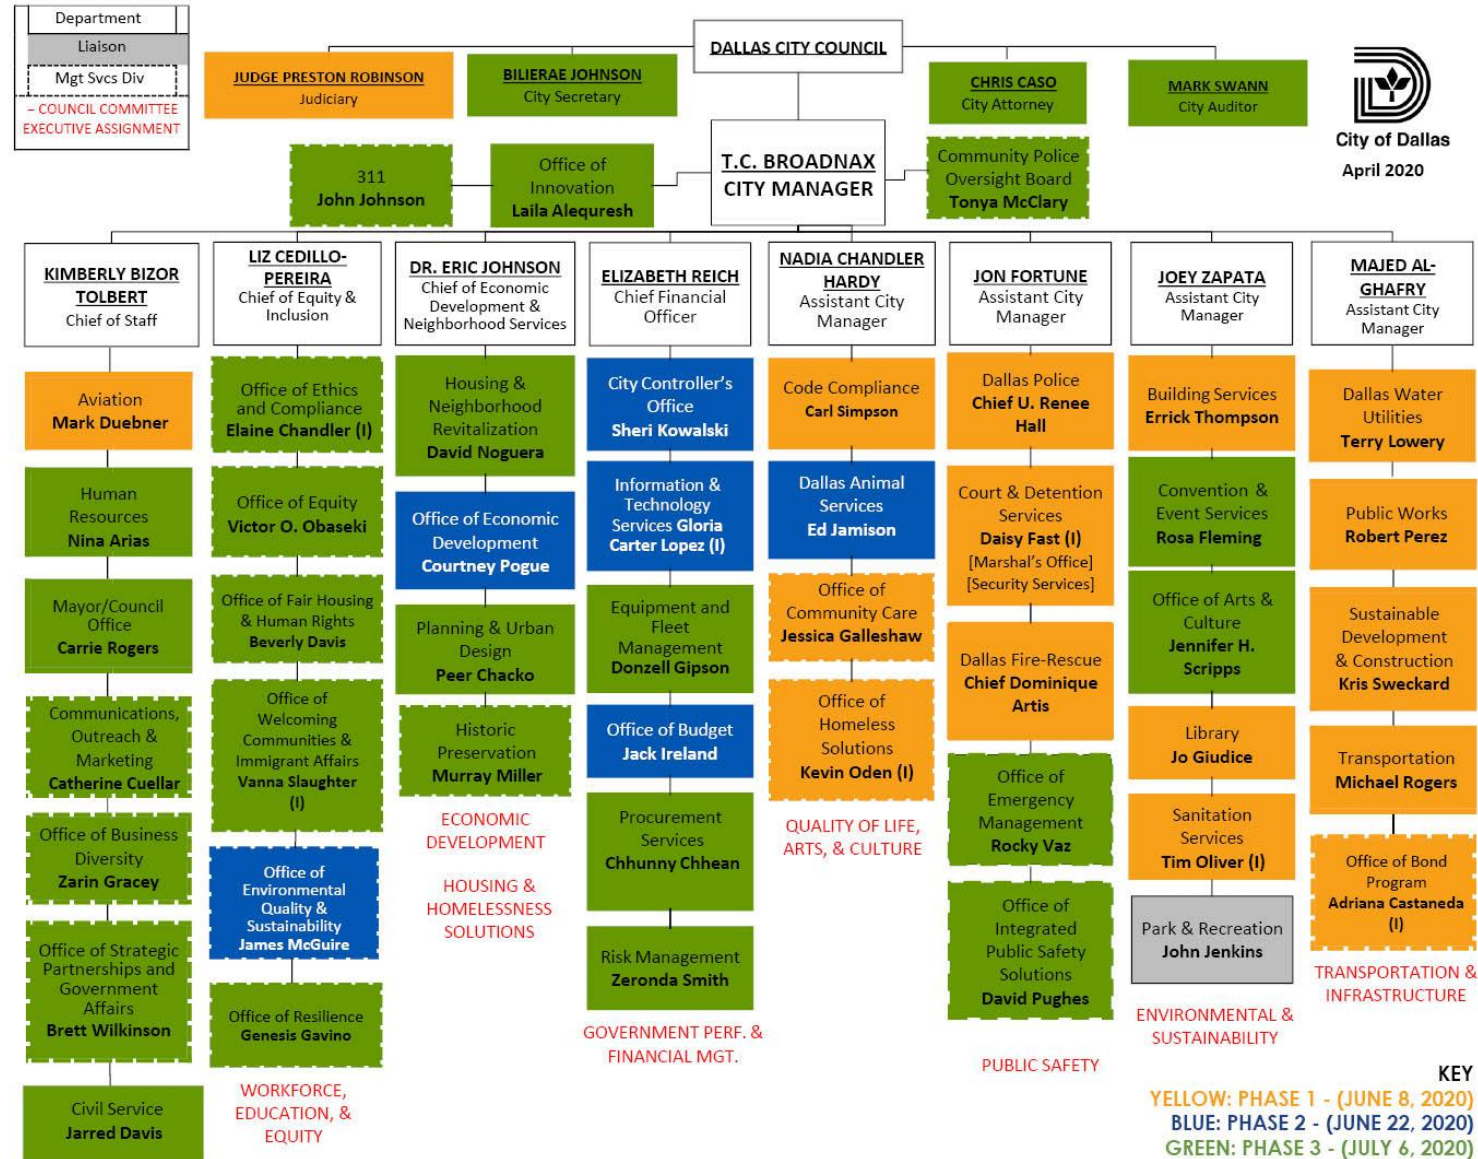 Department
Liaison
Mgt Svcs Div
– COUNCIL COMMITTEE
EXECUTIVE ASSIGNMENT
DALLAS CITY COUNCIL
JUDGE PRESTON ROBINSON
Judiciary
BILIERAE JOHNSON
City Secretary
CHRIS CASO
City Attorney
MARK SWANN
City Auditor
City of Dallas
April 2020
311
John Johnson
Office of
Innovation
Laila Alequresh
T.C. BROADNAX
CITY MANAGER
Community Police
Oversight Board
Tonya McClary
KIMBERLY BIZOR
TOLBERT
Chief of Staff
Aviation
Mark Duebner
Human
Resources
Nina Arias
Mayor/Council
Office
Carrie Rogers
Communications,
Outreach &
Marketing
Catherine Cuellar
Office of Business
Diversity
Zarin Gracey
Office of Strategic
Partnerships and
Government
Affairs
Brett Wilkinson
Civil Service
Jarred Davis
LIZ CEDILLO-
PEREIRA
Chief of Equity &
Inclusion
Office of Ethics
and Compliance
Elaine Chandler (I)
Office of Equity
Victor O. Obaseki
Office of Fair Housing
& Human Rights
Beverly Davis
Office of
Welcoming
Communities &
Immigrant Affairs
Vanna Slaughter
(I)
Office of
Environmental
Quality &
Sustainability
James McGuire
Office of Resilience
Genesis Gavino
WORKFORCE,
EDUCATION, &
EQUITY
DR. ERIC JOHNSON
Chief of Economic
Development &
Neighborhood Services
Housing &
Neighborhood
Revitalization
David Noguera
Office of Economic
Development
Courtney Pogue
Planning & Urban
Design
Peer Chacko
Historic
Preservation
Murray Miller
ECONOMIC
DEVELOPMENT
HOUSING &
HOMELESSNESS
SOLUTIONS
ELIZABETH REICH
Chief Financial
Officer
City Controller's
Office
Sheri Kowalski
Information &
Technology
Services Gloria
Carter Lopez (I)
Equipment and
Fleet
Management
Donzell Gipson
Office of Budget
Jack Ireland
Procurement
Services
Chhunny Chhean
Risk Management
Zeronda Smith
GOVERNMENT PERF. &
FINANCIAL MGT.
NADIA CHANDLER
HARDY
Assistant City
Manager
Code Compliance
Carl Simpson
Dallas Animal
Services
Ed Jamison
Office of
Community Care
Jessica Galleshaw
Office of
Homeless
Solutions
Kevin Oden (I)
QUALITY OF LIFE,
ARTS, & CULTURE
JON FORTUNE
Assistant City
Manager
Dallas Police
Chief U. Renee
Hall
Court & Detention
Services
Daisy Fast (I)
[Marshal's Office]
[Security Services]
Dallas Fire-Rescue
Chief Dominique
Artis
Office of
Emergency
Management
Rocky Vaz
Office of
Integrated
Public Safety
Solutions
David Pughes
PUBLIC SAFETY
JOEY ZAPATA
Assistant City
Manager
Building Services
Errick Thompson
Convention &
Event Services
Rosa Fleming
Office of Arts &
Culture
Jennifer H.
Scripps
Library
Jo Giudice
Sanitation
Services
Tim Oliver (I)
Park & Recreation
John Jenkins
ENVIRONMENTAL &
SUSTAINABILITY
MAJED AL-
GHAFRY
Assistant City
Manager
Dallas Water
Utilities
Terry Lowery
Public Works
Robert Perez
Sustainable
Development
& Construction
Kris Sweckard
Transportation
Michael Rogers
Office of Bond
Program
Adriana Castaneda
(I)
TRANSPORTATION &
INFRASTRUCTURE
KEY
YELLOW: PHASE 1 - (JUNE 8, 2020)
BLUE: PHASE 2 - (JUNE 22, 2020)
GREEN: PHASE 3 - (JULY 6, 2020)